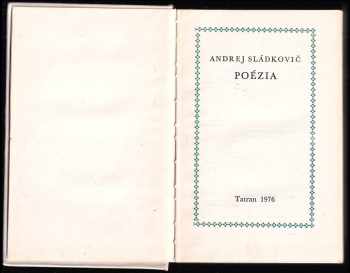 ANDREJ SLÁDKOVIČ
POÉZIA
Tatran 1976